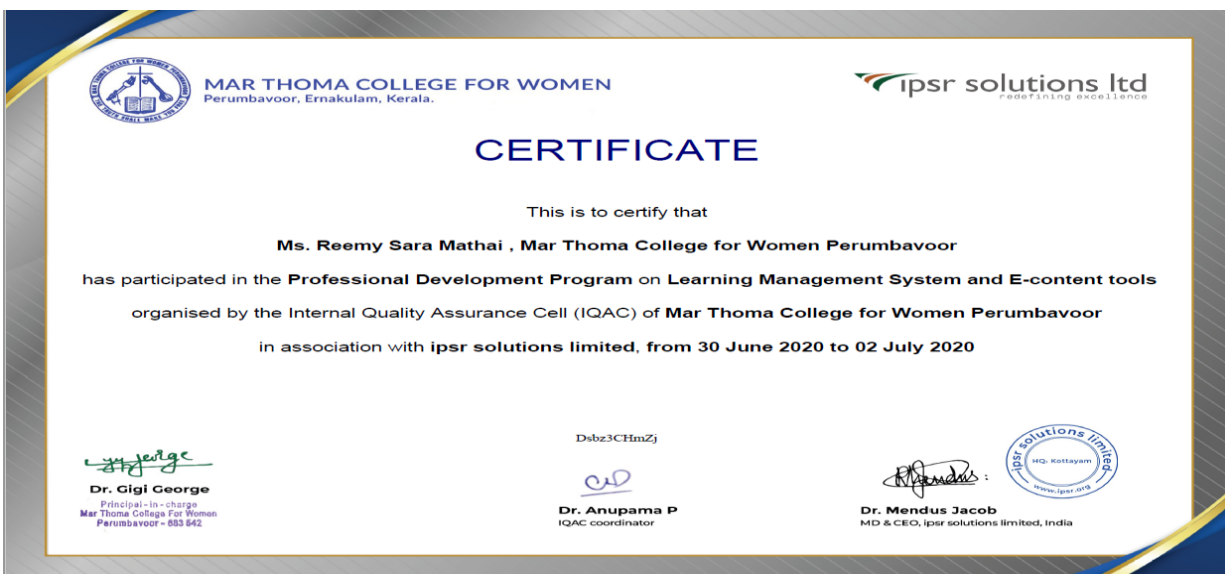 MAR THOMA COLLEGE FOR WOMEN
Perumbavoor, Ernakulam, Kerala.
ipsr solutions ltd
redefining excellence
CERTIFICATE
This is to certify that
Ms. Reemy Sara Mathai , Mar Thoma College for Women Perumbavoor
has participated in the Professional Development Program on Learning Management System and E-content tools
organised by the Internal Quality Assurance Cell (IQAC) of Mar Thoma College for Women Perumbavoor
in association with ipsr solutions limited, from 30 June 2020 to 02 July 2020
Dsbz3CHmZj
Dr. Gigi George
Principal-in-charge
Mar Thoma College For Women
Perumbavoor - 683 542
Dr. Anupama P
IQAC coordinator
ipsr solutions limited
HQ: Kottayam
www.ipsr.org
Dr. Mendus Jacob
MD & CEO, ipsr solutions limited, India